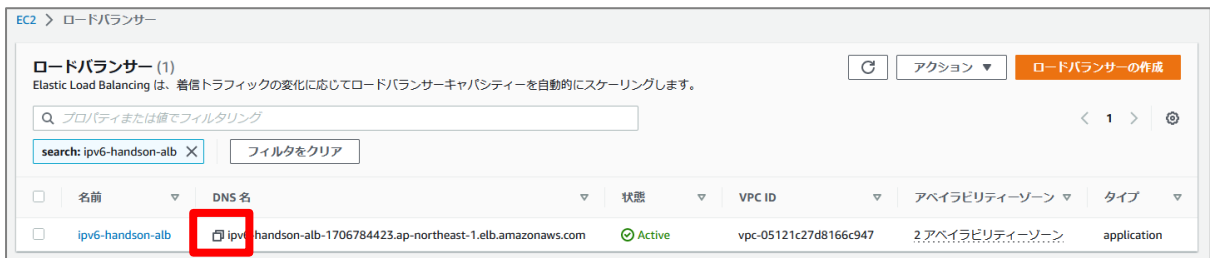 EC2 > ロードバランサー
ロードバランサー (1)
Elastic Load Balancing は、着信トラフィックの変化に応じてロードバランサーキャパシティーを自動的にスケーリングします。
アクション ▼
ロードバランサーの作成
プロパティまたは値でフィルタリング
< 1 >
search: ipv6-handson-alb ×
フィルタをクリア
名前 DNS 名 状態 VPC ID アベイラビリティーゾーン タイプ
ipv6-handson-alb ipv6-handson-alb-1706784423.ap-northeast-1.elb.amazonaws.com Active vpc-05121c27d8166c947 2 アベイラビリティーゾーン application